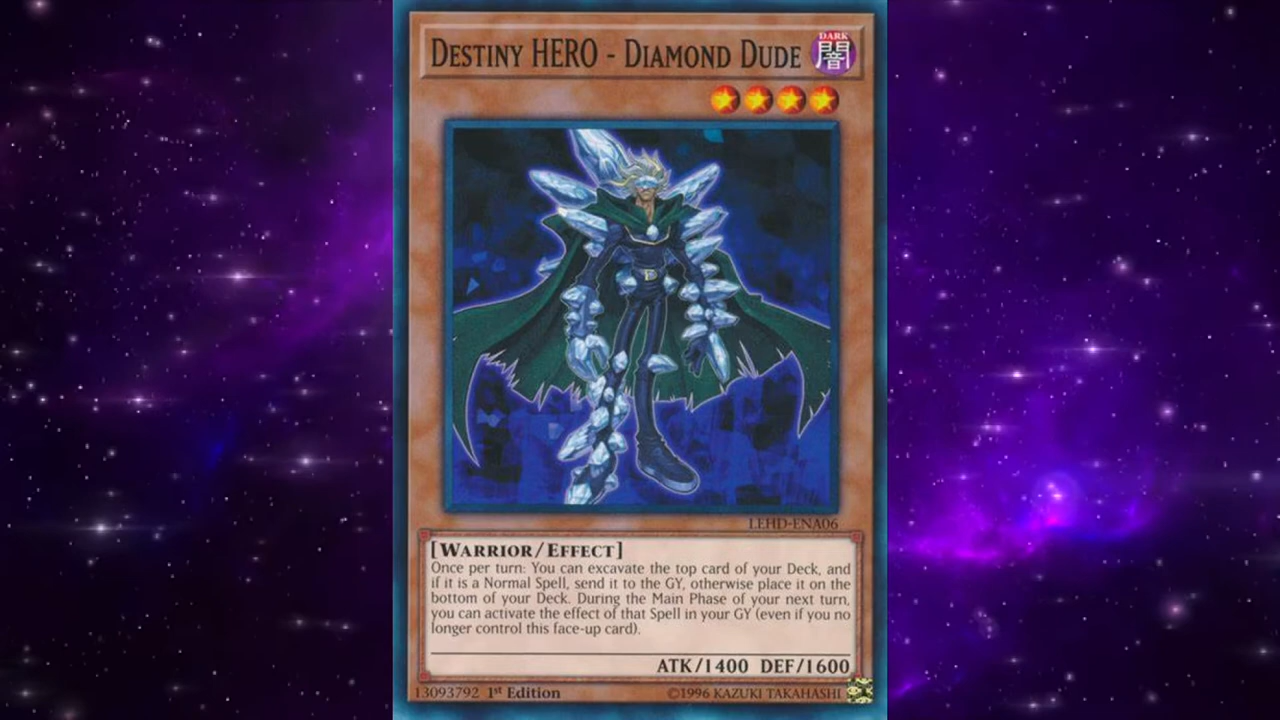 DESTINY HERO - DIAMOND DUDE
DARK
闇
LEHD-ENA06
[WARRIOR/EFFECT]
Once per turn: You can excavate the top card of your Deck, and
if it is a Normal Spell, send it to the GY, otherwise place it on the
bottom of your Deck. During the Main Phase of your next turn,
you can activate the effect of that Spell in your GY (even if you no
longer control this face-up card).
ATK/1400 DEF/1600
13093792 1st Edition ©1996 KAZUKI TAKAHASHI